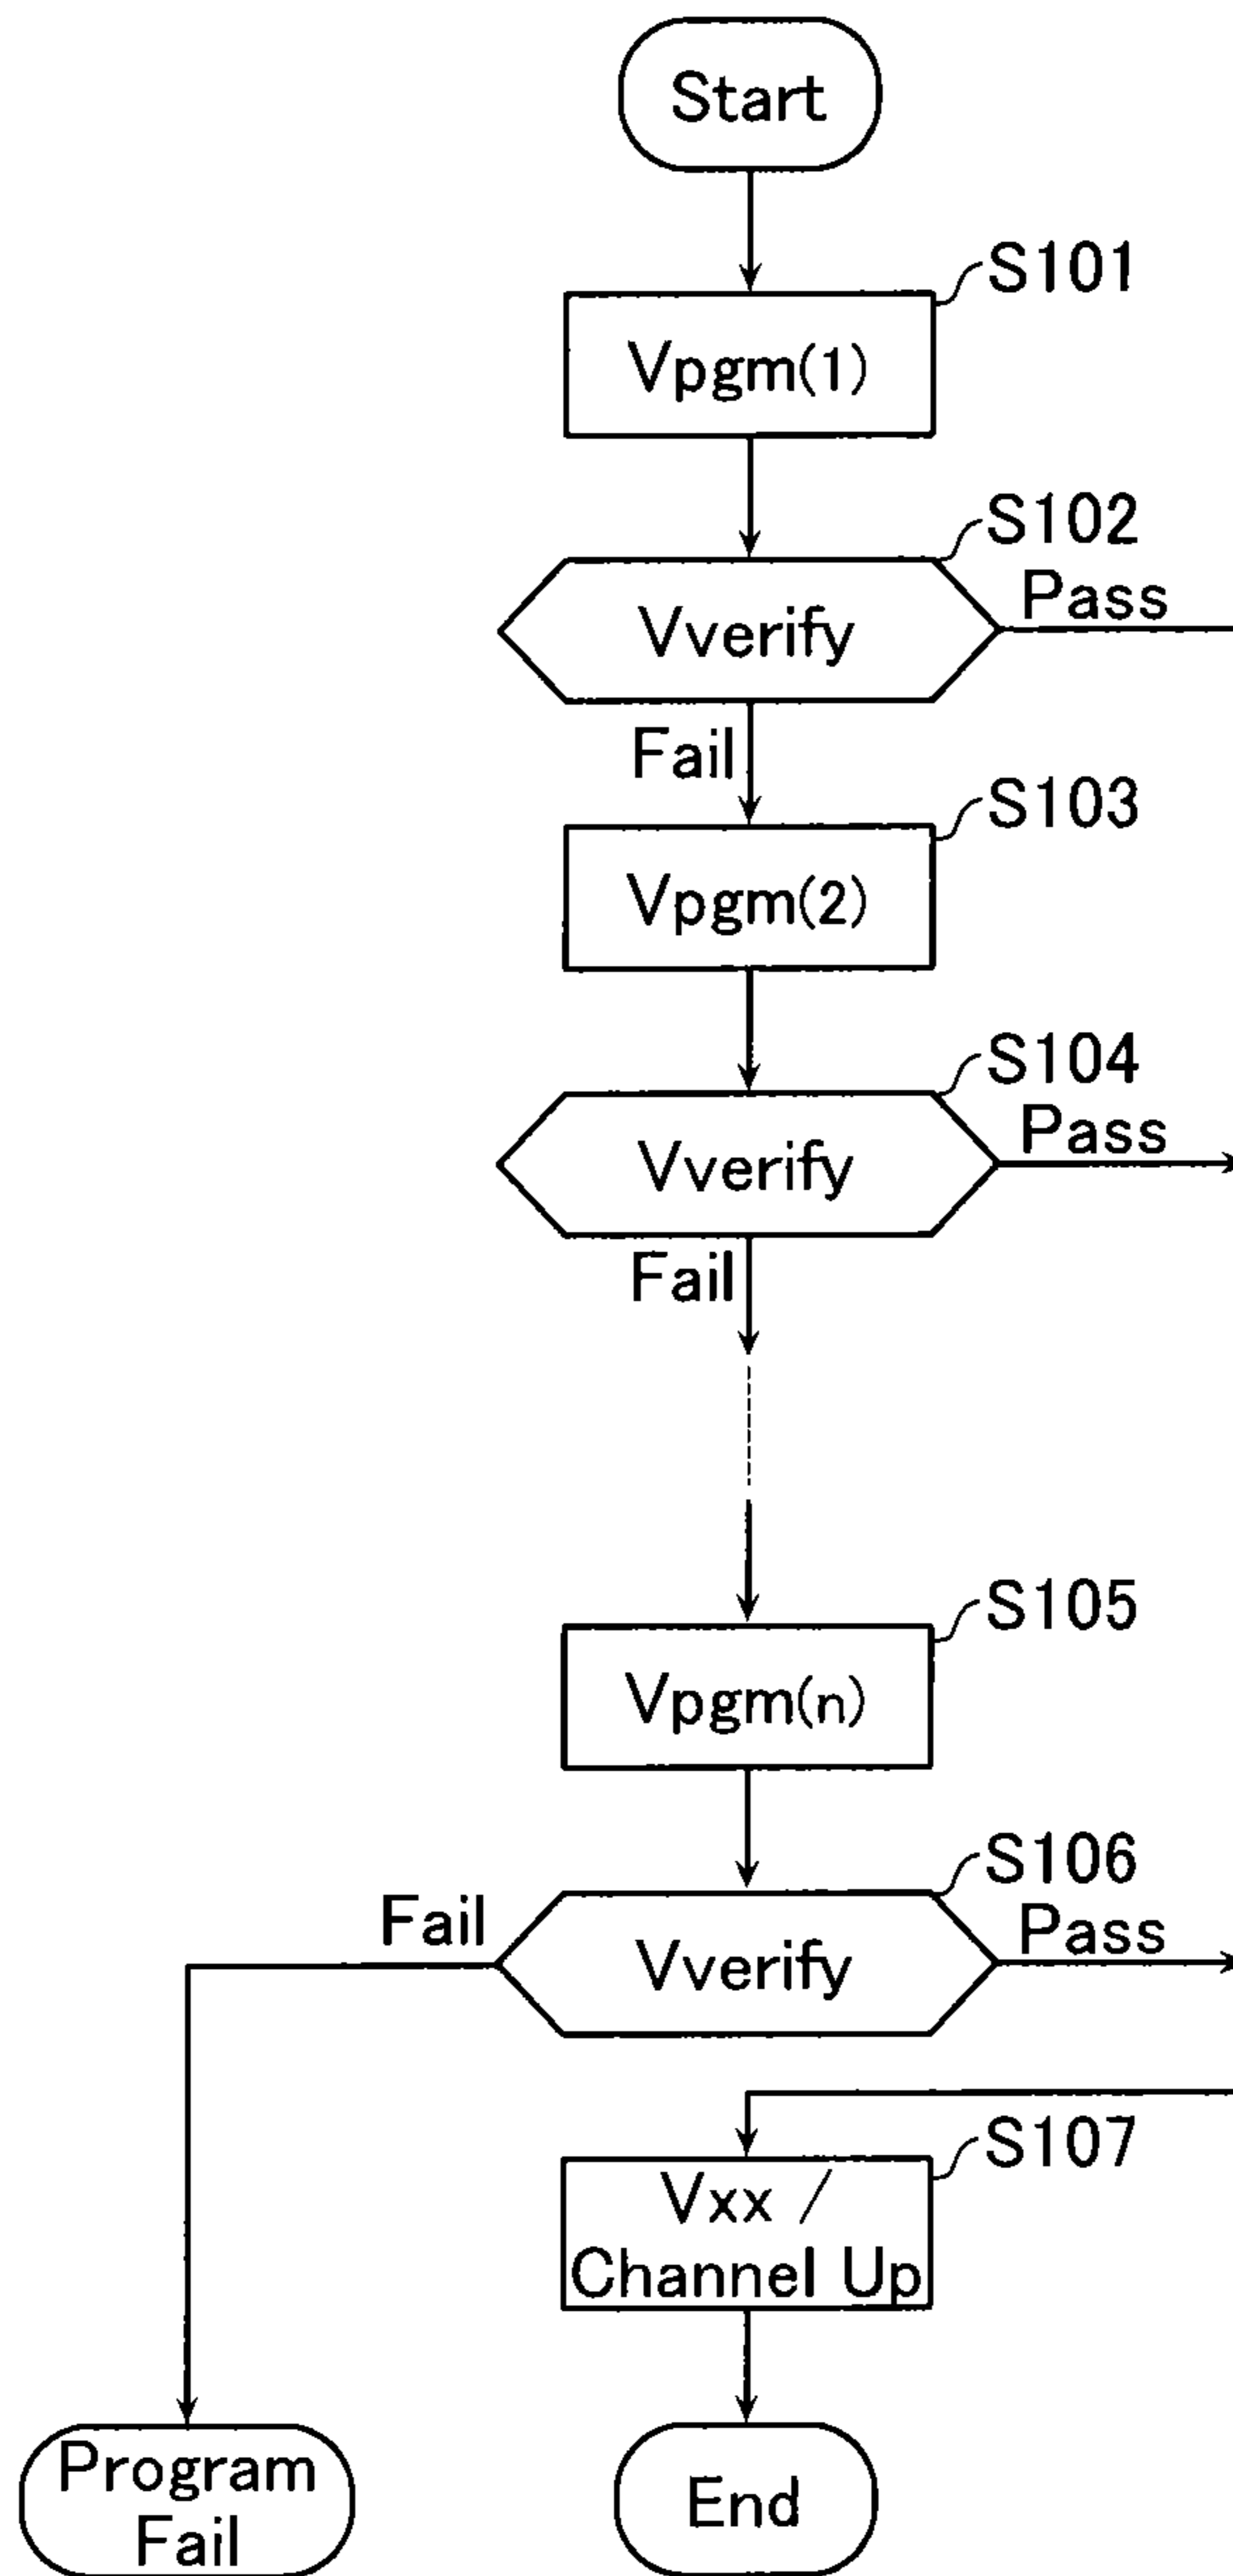 Start
S101
Vpgm(1)
S102
Vverify
Pass
Fail
S103
Vpgm(2)
S104
Vverify
Pass
Fail
S105
Vpgm(n)
S106
Fail
Vverify
Pass
S107
Vxx /
Channel Up
Program
Fail
End